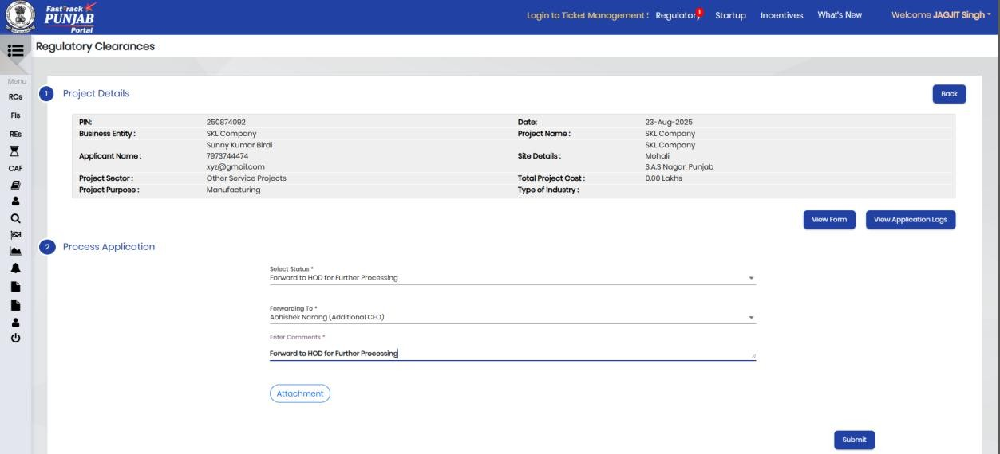 FastTrack
PUNJAB
Portal
Login to Ticket Management S
Regulatory
1
Startup
Incentives
What's New
Welcome JAGJIT Singh
Regulatory Clearances
Menu
RCs
FIs
REs
CAF
1 Project Details
Back
PIN: 250874092 Date: 23-Aug-2025
Business Entity : SKL Company Project Name : SKL Company
Applicant Name : Sunny Kumar Birdi
7973744474
xyz@gmail.com
Site Details : SKL Company
Mohali
S.A.S Nagar, Punjab
Project Sector : Other Service Projects Total Project Cost : 0.00 Lakhs
Project Purpose : Manufacturing Type of Industry :
View Form
View Application Logs
2 Process Application
Select Status *
Forward to HOD for Further Processing
Forwarding To *
Abhishek Narang (Additional CEO)
Enter Comments *
Forward to HOD for Further Processing
Attachment
Submit